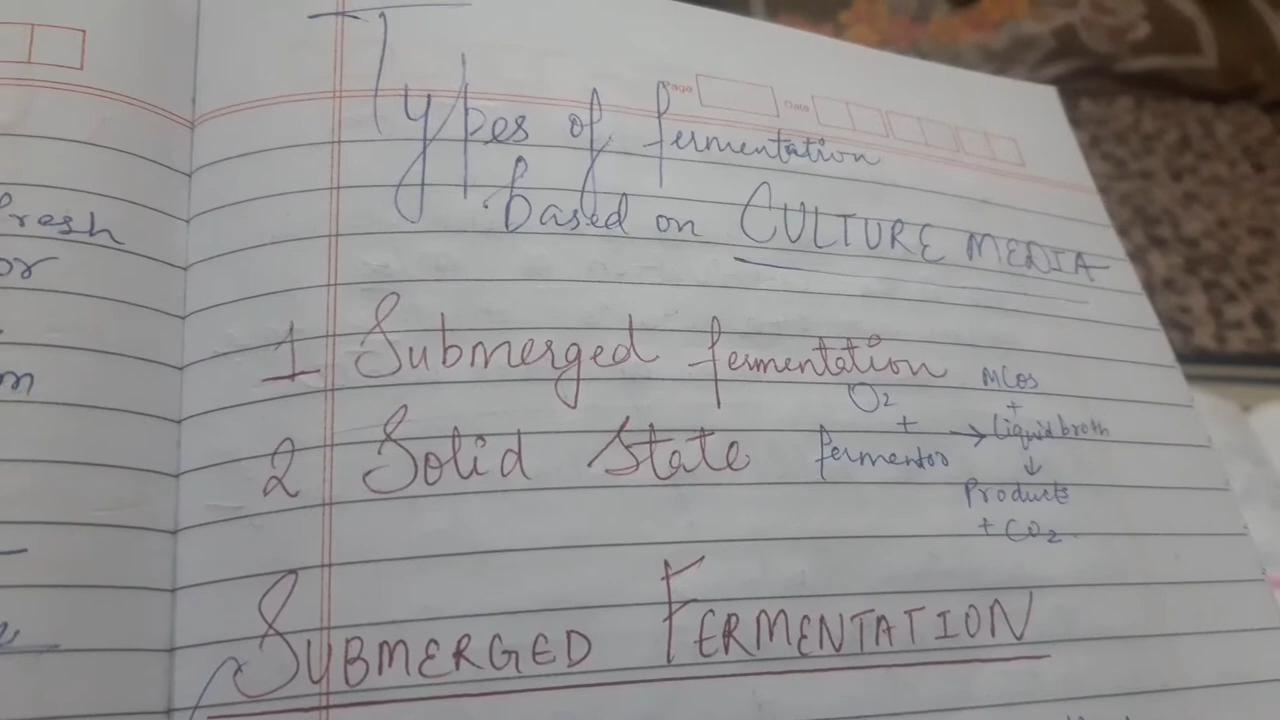 Page Date
Types of fermentation
based on CULTURE MEDIA
1 Submerged fermentation
2 Solid State
O2
+
fermentor → Liquid broth
MCOs
+
↓
Products
+ CO2
SUBMERGED FERMENTATION
fresh
or